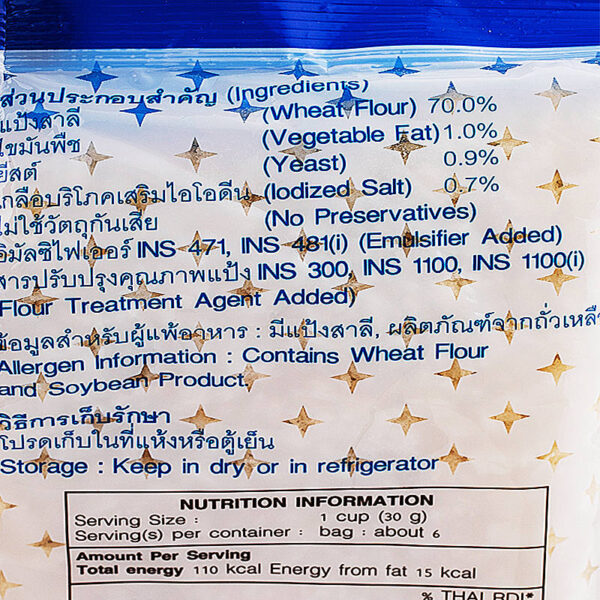 ส่วนประกอบสำคัญ (Ingredients)
แป้งสาลี (Wheat Flour) 70.0%
ไขมันพืช (Vegetable Fat) 1.0%
ยีสต์ (Yeast) 0.9%
เกลือบริโภคเสริมไอโอดีน (Iodized Salt) 0.7%
ไม่ใช้วัตถุกันเสีย (No Preservatives)
อิมัลซิไฟเออร์ INS 471, INS 481(i) (Emulsifier Added)
สารปรับปรุงคุณภาพแป้ง INS 300, INS 1100, INS 1100(i)
Flour Treatment Agent Added)
ข้อมูลสำหรับผู้แพ้อาหาร : มีแป้งสาลี, ผลิตภัณฑ์จากถั่วเหลือ
Allergen Information : Contains Wheat Flour
and Soybean Product.
วิธีการเก็บรักษา
โปรดเก็บในที่แห้งหรือตู้เย็น
Storage : Keep in dry or in refrigerator
NUTRITION INFORMATION
Serving Size : 1 cup (30 g)
Serving(s) per container : bag : about 6
Amount Per Serving
Total energy 110 kcal Energy from fat 15 kcal
% THAI RDI*